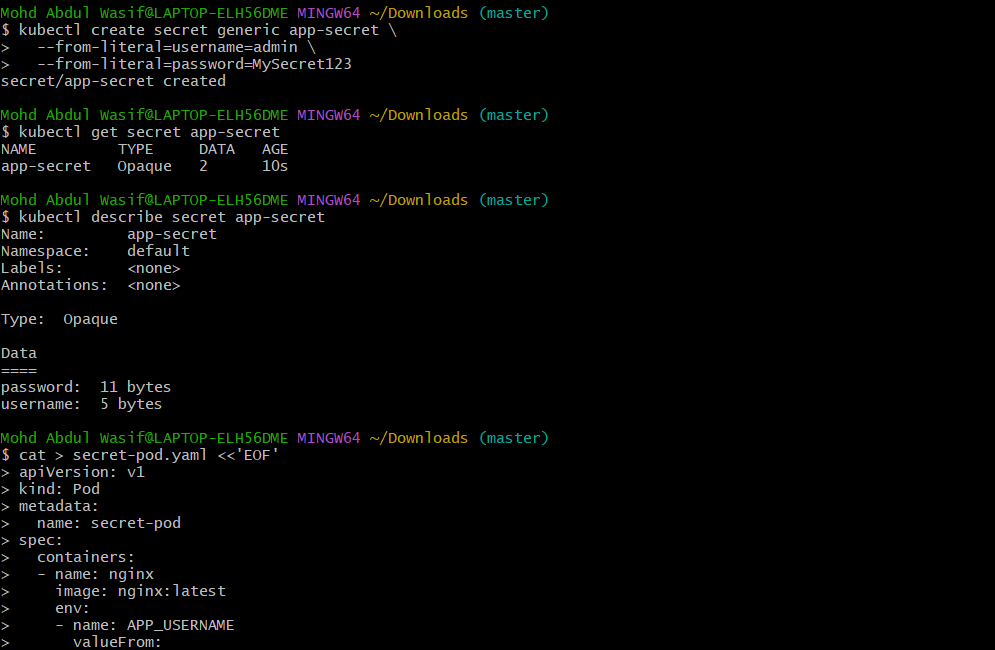 Mohd Abdul Wasif@LAPTOP-ELH56DME MINGW64 ~/Downloads (master)
$ kubectl create secret generic app-secret \
>   --from-literal=username=admin \
>   --from-literal=password=MySecret123
secret/app-secret created

Mohd Abdul Wasif@LAPTOP-ELH56DME MINGW64 ~/Downloads (master)
$ kubectl get secret app-secret
NAME         TYPE     DATA   AGE
app-secret   Opaque   2      10s

Mohd Abdul Wasif@LAPTOP-ELH56DME MINGW64 ~/Downloads (master)
$ kubectl describe secret app-secret
Name:         app-secret
Namespace:    default
Labels:       <none>
Annotations:  <none>

Type:  Opaque

Data
====
password:  11 bytes
username:  5 bytes

Mohd Abdul Wasif@LAPTOP-ELH56DME MINGW64 ~/Downloads (master)
$ cat > secret-pod.yaml <<'EOF'
> apiVersion: v1
> kind: Pod
> metadata:
>   name: secret-pod
> spec:
>   containers:
>   - name: nginx
>     image: nginx:latest
>     env:
>     - name: APP_USERNAME
>       valueFrom: